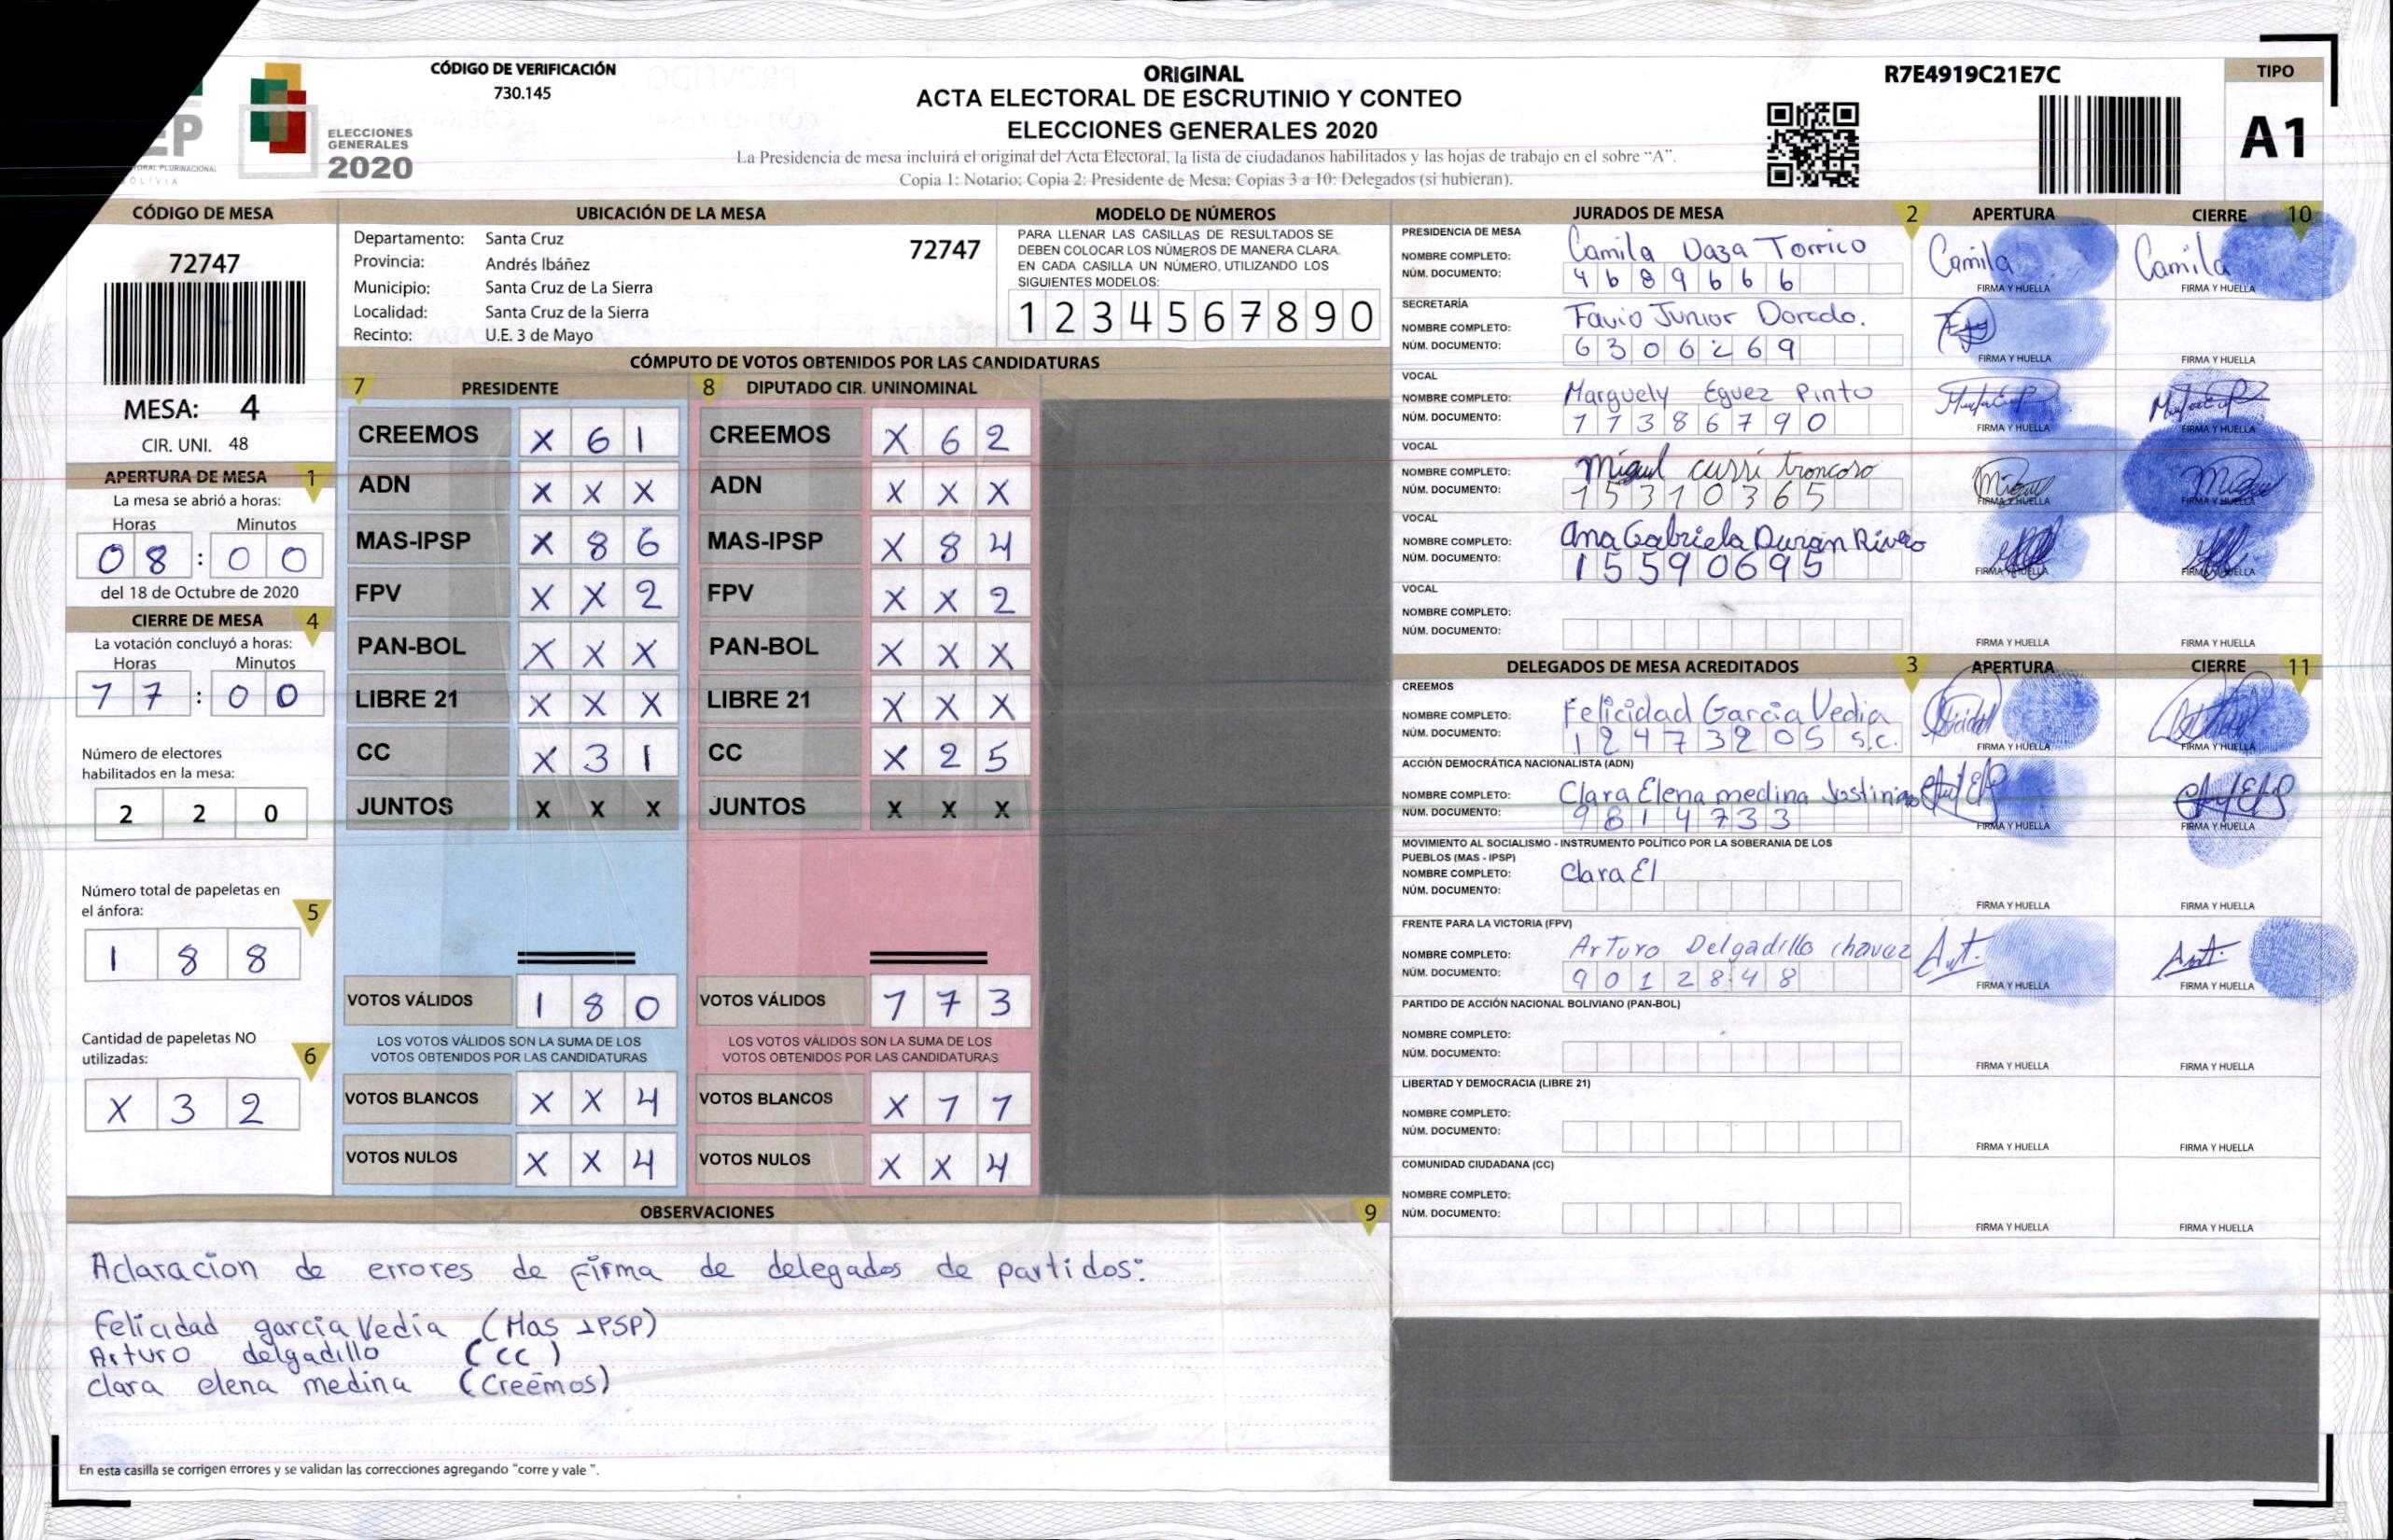 CÓDIGO DE VERIFICACIÓN
730.145
ELECCIONES
GENERALES
2020
ORIGINAL
ACTA ELECTORAL DE ESCRUTINIO Y CONTEO
ELECCIONES GENERALES 2020
La Presidencia de mesa incluirá el original del Acta Electoral, la lista de ciudadanos habilitados y las hojas de trabajo en el sobre "A".
Copia 1: Notario; Copia 2: Presidente de Mesa; Copias 3 a 10: Delegados (si hubieran).
R7E4919C21E7C
TIPO
A1
CÓDIGO DE MESA
72747
MESA: 4
CIR. UNI. 48
APERTURA DE MESA 1
La mesa se abrió a horas:
Horas Minutos
0 8 : 0 0
del 18 de Octubre de 2020
CIERRE DE MESA 4
La votación concluyó a horas:
Horas Minutos
1 7 : 0 0
Número de electores
habilitados en la mesa:
2 2 0
Número total de papeletas en
el ánfora: 5
1 8 8
Cantidad de papeletas NO
utilizadas: 6
X 3 2
UBICACIÓN DE LA MESA
Departamento: Santa Cruz 72747
Provincia: Andrés Ibáñez
Municipio: Santa Cruz de La Sierra
Localidad: Santa Cruz de la Sierra
Recinto: U.E. 3 de Mayo
MODELO DE NÚMEROS
PARA LLENAR LAS CASILLAS DE RESULTADOS SE
DEBEN COLOCAR LOS NÚMEROS DE MANERA CLARA.
EN CADA CASILLA UN NÚMERO, UTILIZANDO LOS
SIGUIENTES MODELOS:
1 2 3 4 5 6 7 8 9 0
CÓMPUTO DE VOTOS OBTENIDOS POR LAS CANDIDATURAS
7 PRESIDENTE 8 DIPUTADO CIR. UNINOMINAL
CREEMOS X 6 1 CREEMOS X 6 2
ADN X X X ADN X X X
MAS-IPSP X 8 6 MAS-IPSP X 8 4
FPV X X 2 FPV X X 2
PAN-BOL X X X PAN-BOL X X X
LIBRE 21 X X X LIBRE 21 X X X
CC X 3 1 CC X 2 5
JUNTOS X X X JUNTOS X X X
VOTOS VÁLIDOS 1 8 0 VOTOS VÁLIDOS 1 7 3
LOS VOTOS VÁLIDOS SON LA SUMA DE LOS LOS VOTOS VÁLIDOS SON LA SUMA DE LOS
VOTOS OBTENIDOS POR LAS CANDIDATURAS VOTOS OBTENIDOS POR LAS CANDIDATURAS
VOTOS BLANCOS X X 4 VOTOS BLANCOS X 1 1
VOTOS NULOS X X 4 VOTOS NULOS X X 4
OBSERVACIONES 9
Aclaracion de errores de firma de delegados de partidos:
Felicidad garcia Vedia (Mas IPSP)
Arturo delgadillo (CC)
clara elena medina (Creemos)
En esta casilla se corrigen errores y se validan las correcciones agregando "corre y vale ".
JURADOS DE MESA 2 APERTURA CIERRE 10
PRESIDENCIA DE MESA
NOMBRE COMPLETO: Camila Daza Torrico Camila Camila
NÚM. DOCUMENTO: 4 6 8 9 6 6 6 FIRMA Y HUELLA FIRMA Y HUELLA
SECRETARÍA
NOMBRE COMPLETO: Favio Junior Dorado.
NÚM. DOCUMENTO: 6 3 0 6 2 6 9 FIRMA Y HUELLA FIRMA Y HUELLA
VOCAL
NOMBRE COMPLETO: Marguely Eguez Pinto
NÚM. DOCUMENTO: 1 1 3 8 6 7 9 0 FIRMA Y HUELLA FIRMA Y HUELLA
VOCAL
NOMBRE COMPLETO: Miguel curri troncoso
NÚM. DOCUMENTO: 1 5 3 1 0 3 6 5 FIRMA Y HUELLA FIRMA Y HUELLA
VOCAL
NOMBRE COMPLETO: Ana Gabriela Durán Rivero
NÚM. DOCUMENTO: 1 5 5 9 0 6 9 5 FIRMA Y HUELLA FIRMA Y HUELLA
VOCAL
NOMBRE COMPLETO:
NÚM. DOCUMENTO: FIRMA Y HUELLA FIRMA Y HUELLA
DELEGADOS DE MESA ACREDITADOS 3 APERTURA CIERRE 11
CREEMOS
NOMBRE COMPLETO: Felicidad Garcia Vedia
NÚM. DOCUMENTO: 1 2 4 7 3 2 0 5 S.C. FIRMA Y HUELLA FIRMA Y HUELLA
ACCIÓN DEMOCRÁTICA NACIONALISTA (ADN)
NOMBRE COMPLETO: Clara Elena medina Justiniano
NÚM. DOCUMENTO: 9 8 1 4 7 3 3 FIRMA Y HUELLA FIRMA Y HUELLA
MOVIMIENTO AL SOCIALISMO - INSTRUMENTO POLÍTICO POR LA SOBERANIA DE LOS
PUEBLOS (MAS - IPSP)
NOMBRE COMPLETO: Clara El
NÚM. DOCUMENTO: FIRMA Y HUELLA FIRMA Y HUELLA
FRENTE PARA LA VICTORIA (FPV)
NOMBRE COMPLETO: Arturo Delgadillo chavez
NÚM. DOCUMENTO: 9 0 1 2 8 4 8 FIRMA Y HUELLA FIRMA Y HUELLA
PARTIDO DE ACCIÓN NACIONAL BOLIVIANO (PAN-BOL)
NOMBRE COMPLETO:
NÚM. DOCUMENTO: FIRMA Y HUELLA FIRMA Y HUELLA
LIBERTAD Y DEMOCRACIA (LIBRE 21)
NOMBRE COMPLETO:
NÚM. DOCUMENTO: FIRMA Y HUELLA FIRMA Y HUELLA
COMUNIDAD CIUDADANA (CC)
NOMBRE COMPLETO:
NÚM. DOCUMENTO: FIRMA Y HUELLA FIRMA Y HUELLA